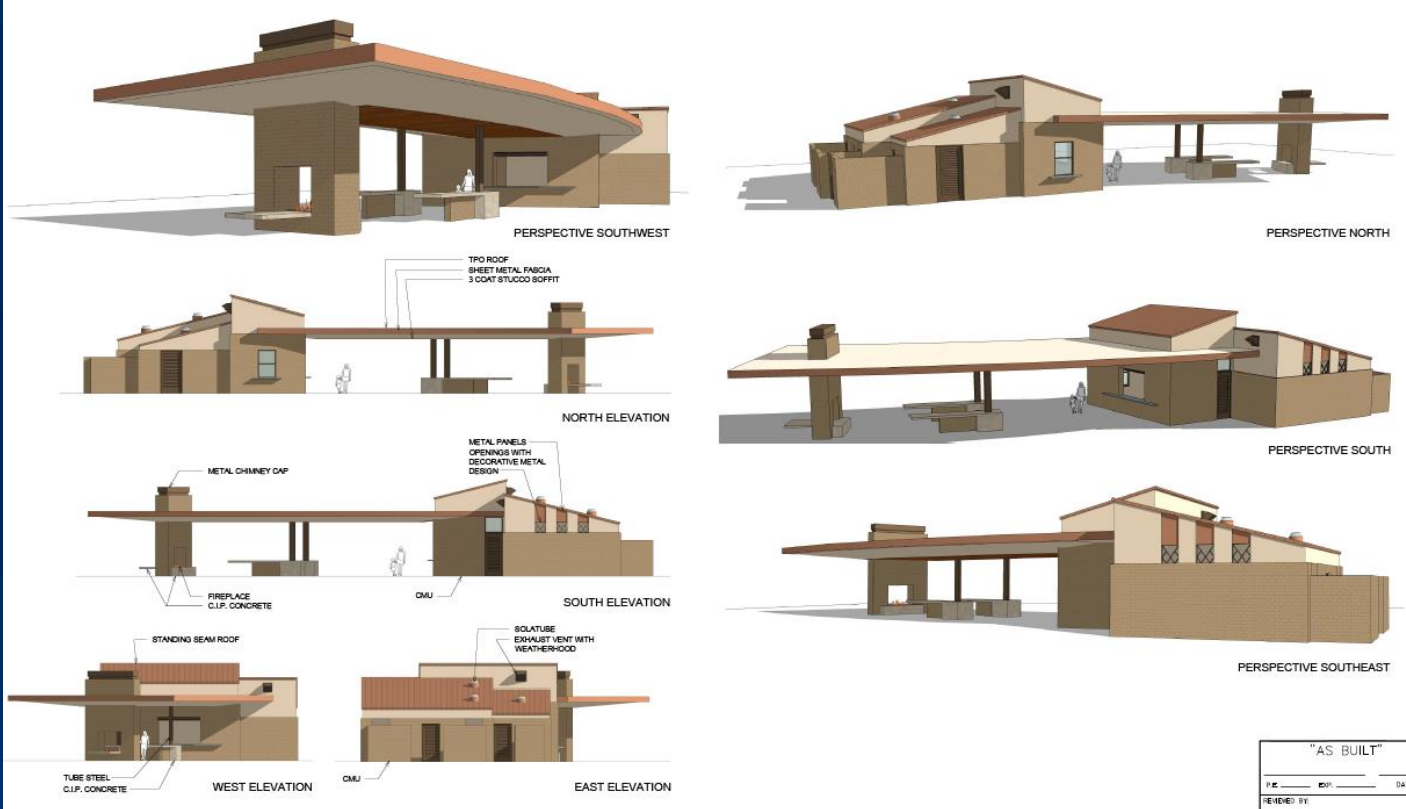 PERSPECTIVE SOUTHWEST
PERSPECTIVE NORTH
TPO ROOF
SHEET METAL FASCIA
3 COAT STUCCO SOFFIT
NORTH ELEVATION
PERSPECTIVE SOUTH
METAL CHIMNEY CAP
METAL PANELS
OPENINGS WITH
DECORATIVE METAL
DESIGN
FIREPLACE
C.I.P. CONCRETE
CMU
SOUTH ELEVATION
PERSPECTIVE SOUTHEAST
STANDING SEAM ROOF
SOLATUBE
EXHAUST VENT WITH
WEATHERHOOD
TUBE STEEL
C.I.P. CONCRETE
WEST ELEVATION
CMU
EAST ELEVATION
"AS BUILT"
P.E. EXP. DA
REVIEWED BY: